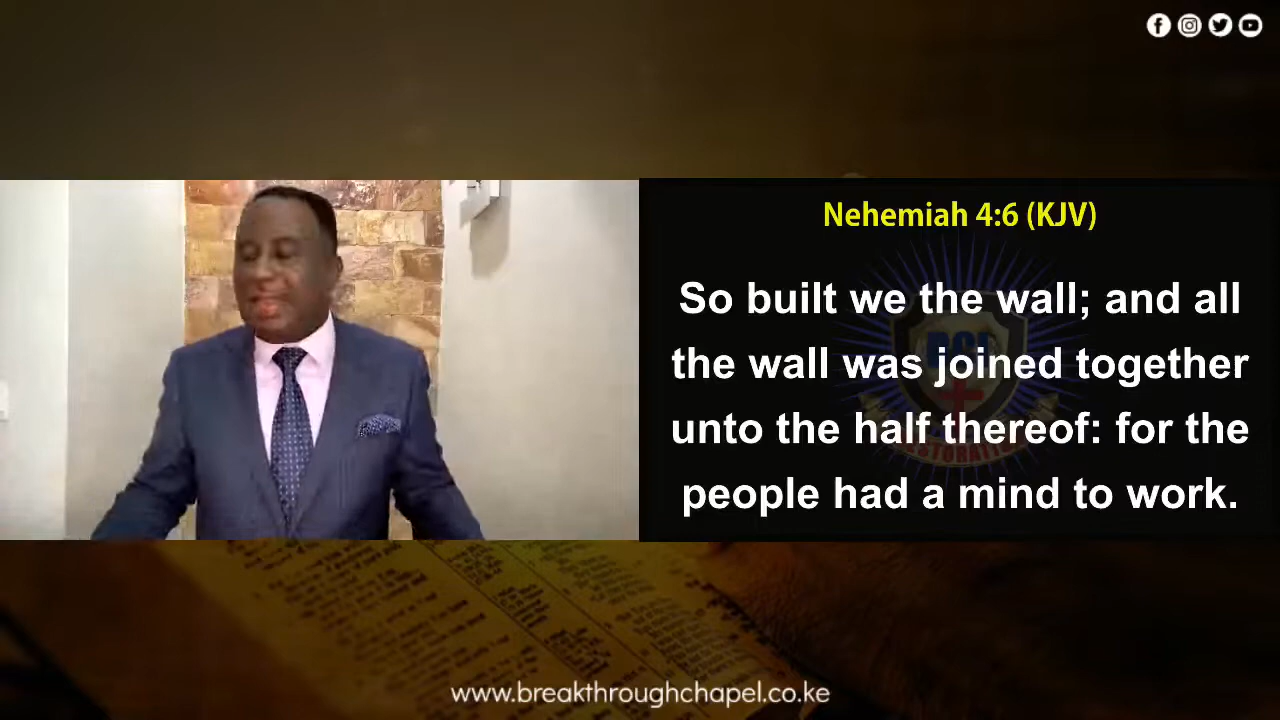 Nehemiah 4:6 (KJV)
So built we the wall; and all
the wall was joined together
unto the half thereof: for the
people had a mind to work.
www.breakthroughchapel.co.ke